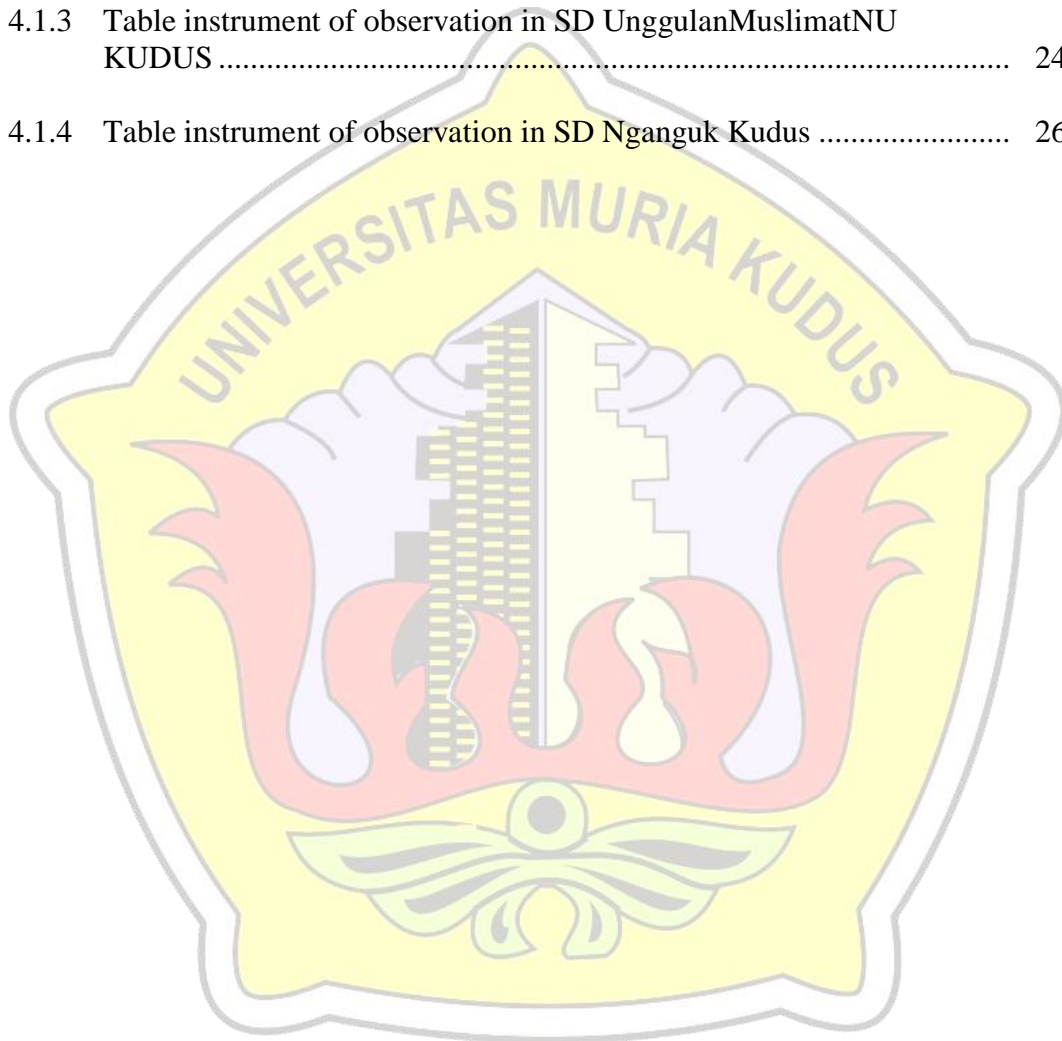 4.1.3 Table instrument of observation in SD UnggulanMuslimatNU
KUDUS ........................................................................................... 24
4.1.4 Table instrument of observation in SD Nganguk Kudus ...................... 26
UNIVERSITAS MURIA KUDUS